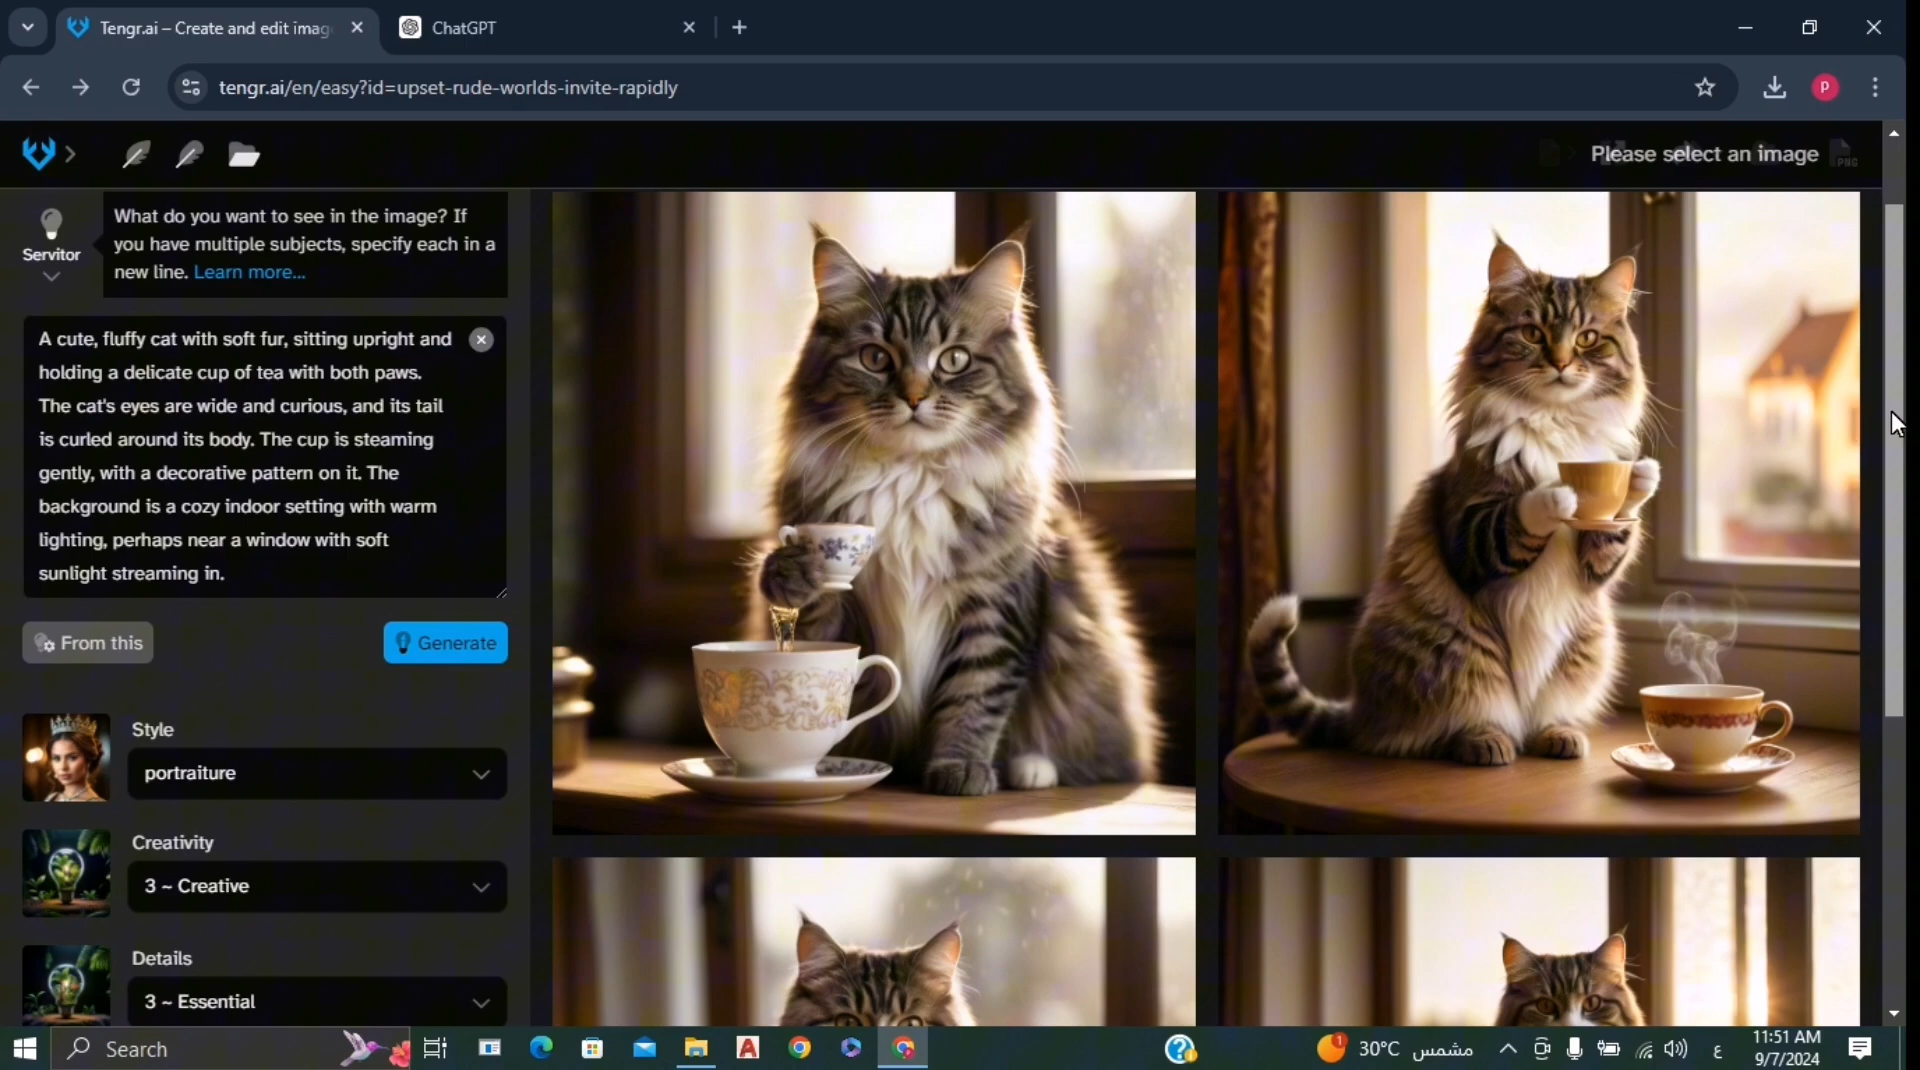 Tengr.ai – Create and edit imag
ChatGPT
tengr.ai/en/easy?id=upset-rude-worlds-invite-rapidly
P
Please select an image
PNG
Servitor
What do you want to see in the image? If
you have multiple subjects, specify each in a
new line. Learn more...
A cute, fluffy cat with soft fur, sitting upright and
holding a delicate cup of tea with both paws.
The cat's eyes are wide and curious, and its tail
is curled around its body. The cup is steaming
gently, with a decorative pattern on it. The
background is a cozy indoor setting with warm
lighting, perhaps near a window with soft
sunlight streaming in.
From this
Generate
Style
portraiture
Creativity
3 ~ Creative
Details
3 ~ Essential
Search
1
30°C مشمس
ع
11:51 AM
9/7/2024